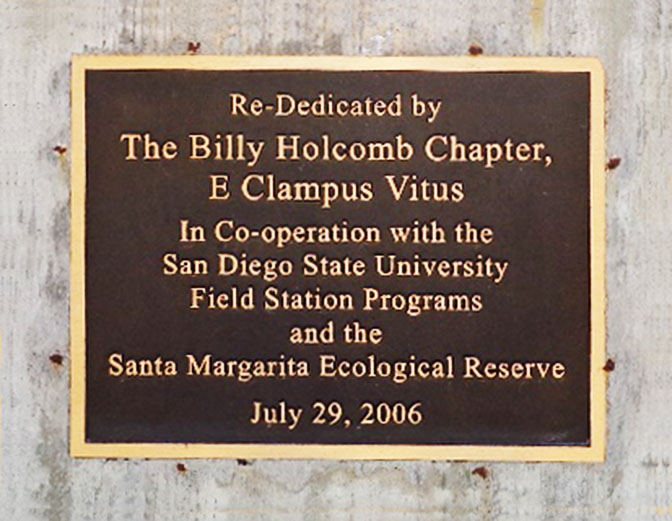 Re-Dedicated by
The Billy Holcomb Chapter,
E Clampus Vitus
In Co-operation with the
San Diego State University
Field Station Programs
and the
Santa Margarita Ecological Reserve
July 29, 2006